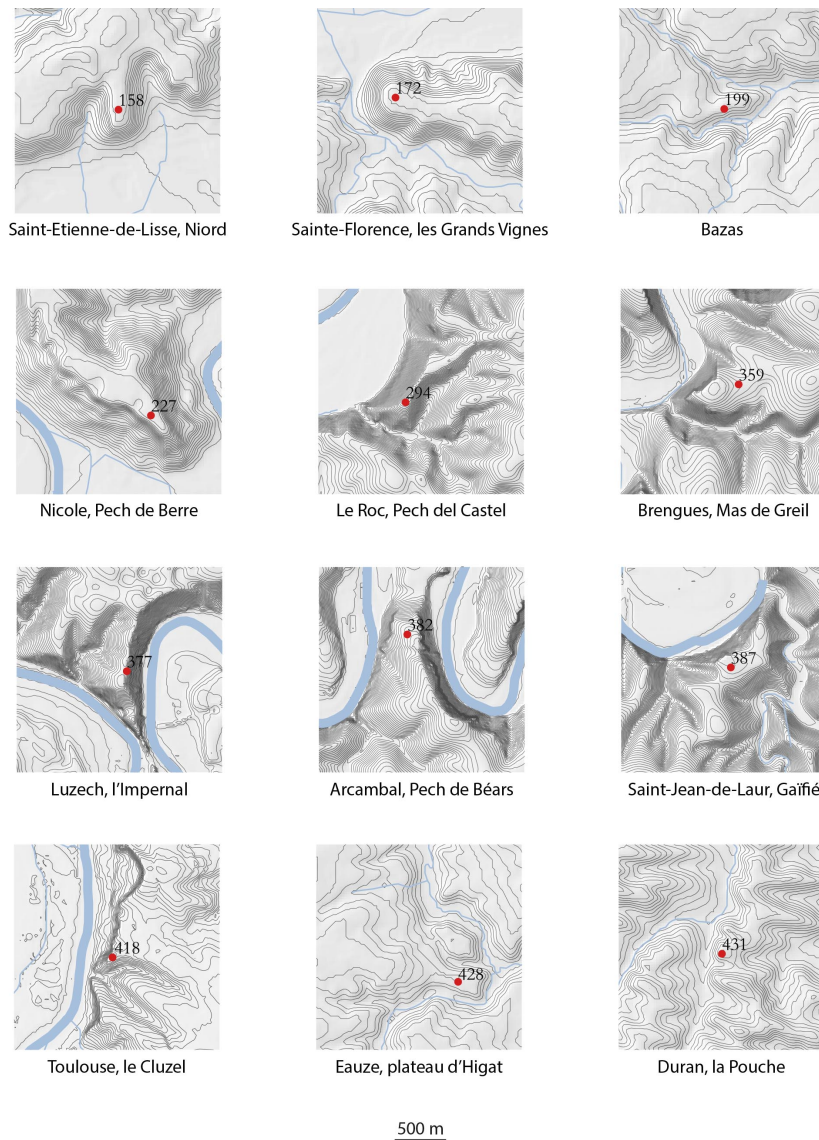 158
172
199
Saint-Etienne-de-Lisse, Niord
Sainte-Florence, les Grands Vignes
Bazas
227
294
359
Nicole, Pech de Berre
Le Roc, Pech del Castel
Brengues, Mas de Greil
377
382
387
Luzech, l'Impernal
Arcambal, Pech de Béars
Saint-Jean-de-Laur, Gaïfié
418
428
431
Toulouse, le Cluzel
Eauze, plateau d'Higat
Duran, la Pouche
500 m